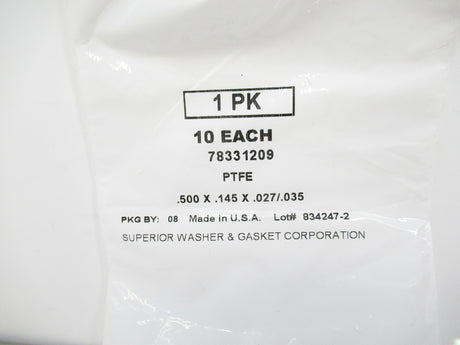 1 PK
10 EACH
78331209
PTFE
.500 X .145 X .027/.035
PKG BY: 08 Made in U.S.A. Lot# 834247-2
SUPERIOR WASHER & GASKET CORPORATION